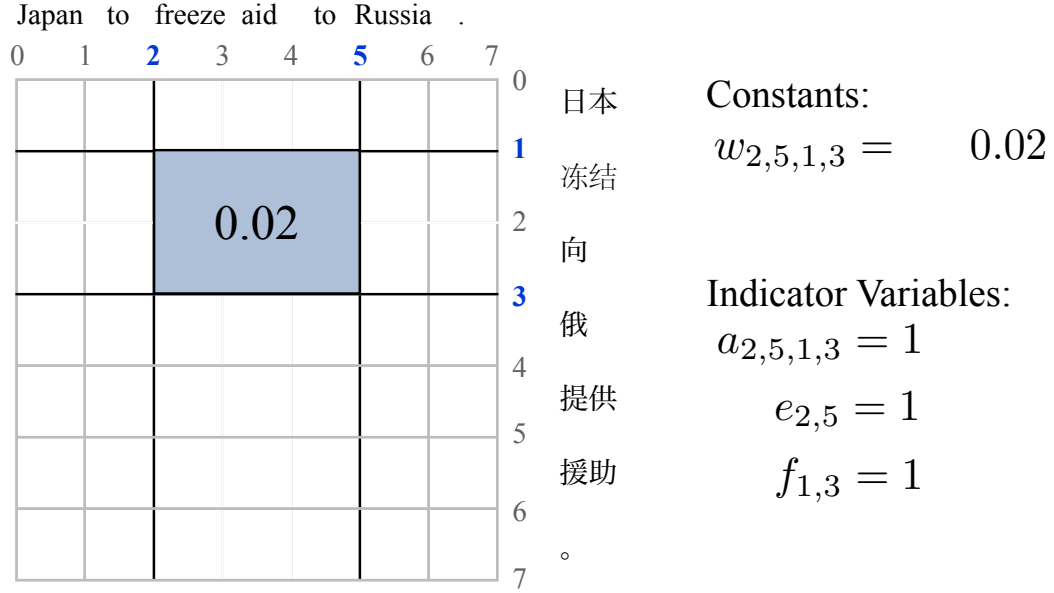 Japan to freeze aid to Russia .
0 1 2 3 4 5 6 7
0
1
2
3
4
5
6
7
0.02
日本
冻结
向
俄
提供
援助
。
Constants:
w2,5,1,3 = 0.02
Indicator Variables:
a2,5,1,3 = 1
e2,5 = 1
f1,3 = 1